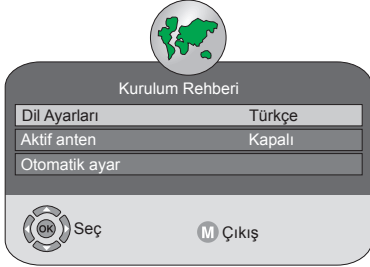 Kurulum Rehberi
Dil Ayarları Türkçe
Aktif anten Kapalı
Otomatik ayar
OK Seç M Çıkış